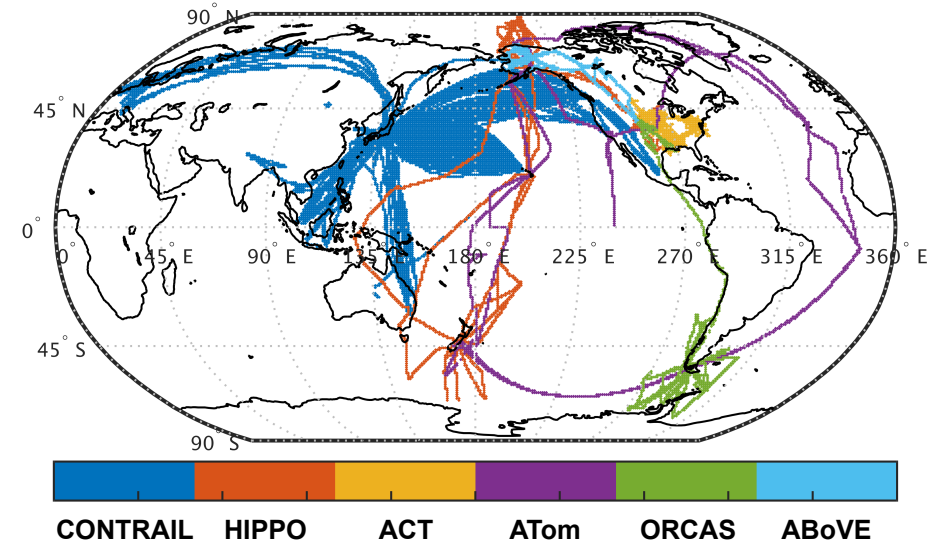 90° N
45° N
0°
0° E 45° E 90° E 135° E 180° E 225° E 270° E 315° E 360° E
45° S
90° S
CONTRAIL HIPPO ACT ATom ORCAS ABoVE